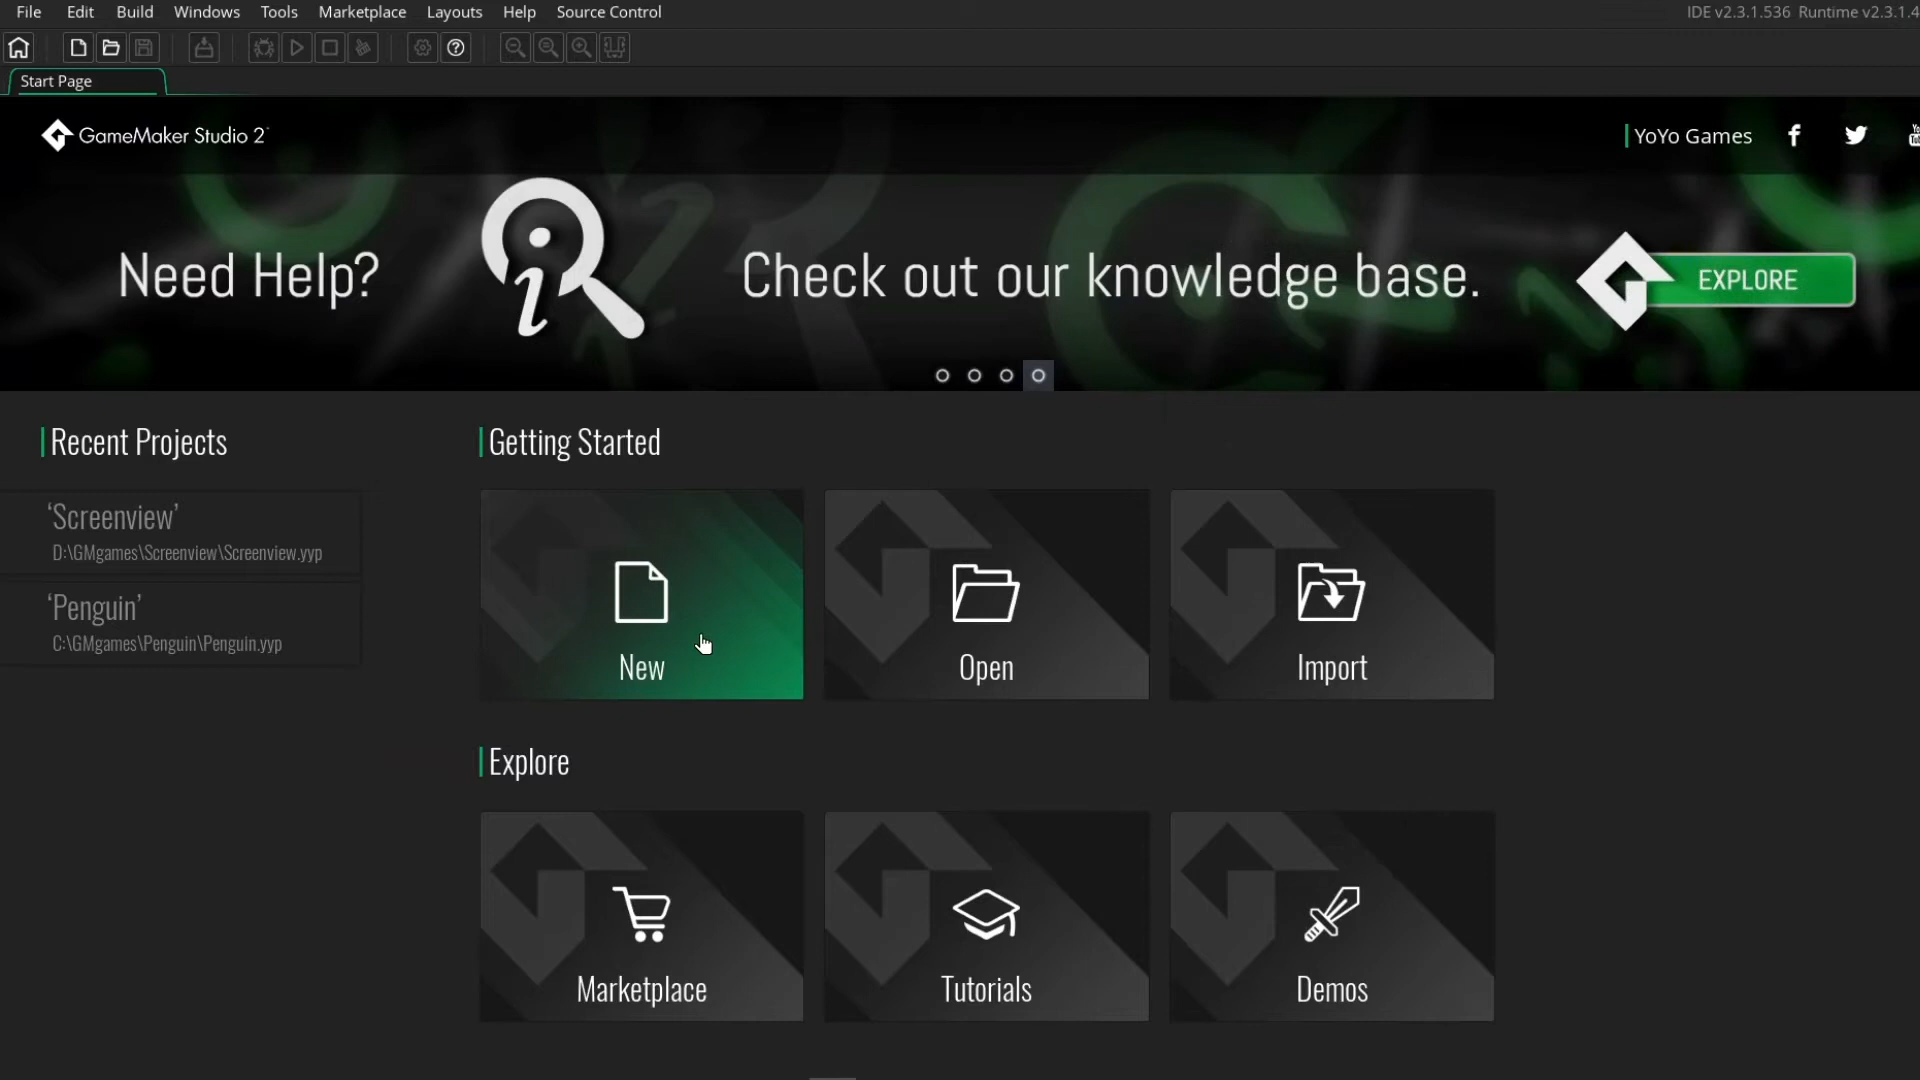 File Edit Build Windows Tools Marketplace Layouts Help Source Control
IDE v2.3.1.536 Runtime v2.3.1.4
Start Page
GameMaker Studio 2
YoYo Games
Need Help?
Check out our knowledge base.
EXPLORE
Recent Projects
Getting Started
'Screenview'
D:\GMgames\Screenview\Screenview.yyp
'Penguin'
C:\GMgames\Penguin\Penguin.yyp
New
Open
Import
Explore
Marketplace
Tutorials
Demos